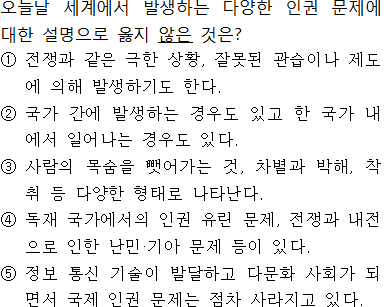 오늘날 세계에서 발생하는 다양한 인권 문제에
대한 설명으로 옳지 않은 것은?
① 전쟁과 같은 극한 상황, 잘못된 관습이나 제도
에 의해 발생하기도 한다.
② 국가 간에 발생하는 경우도 있고 한 국가 내
에서 일어나는 경우도 있다.
③ 사람의 목숨을 뺏어가는 것, 차별과 박해, 착
취 등 다양한 형태로 나타난다.
④ 독재 국가에서의 인권 유린 문제, 전쟁과 내전
으로 인한 난민·기아 문제 등이 있다.
⑤ 정보 통신 기술이 발달하고 다문화 사회가 되
면서 국제 인권 문제는 점차 사라지고 있다.